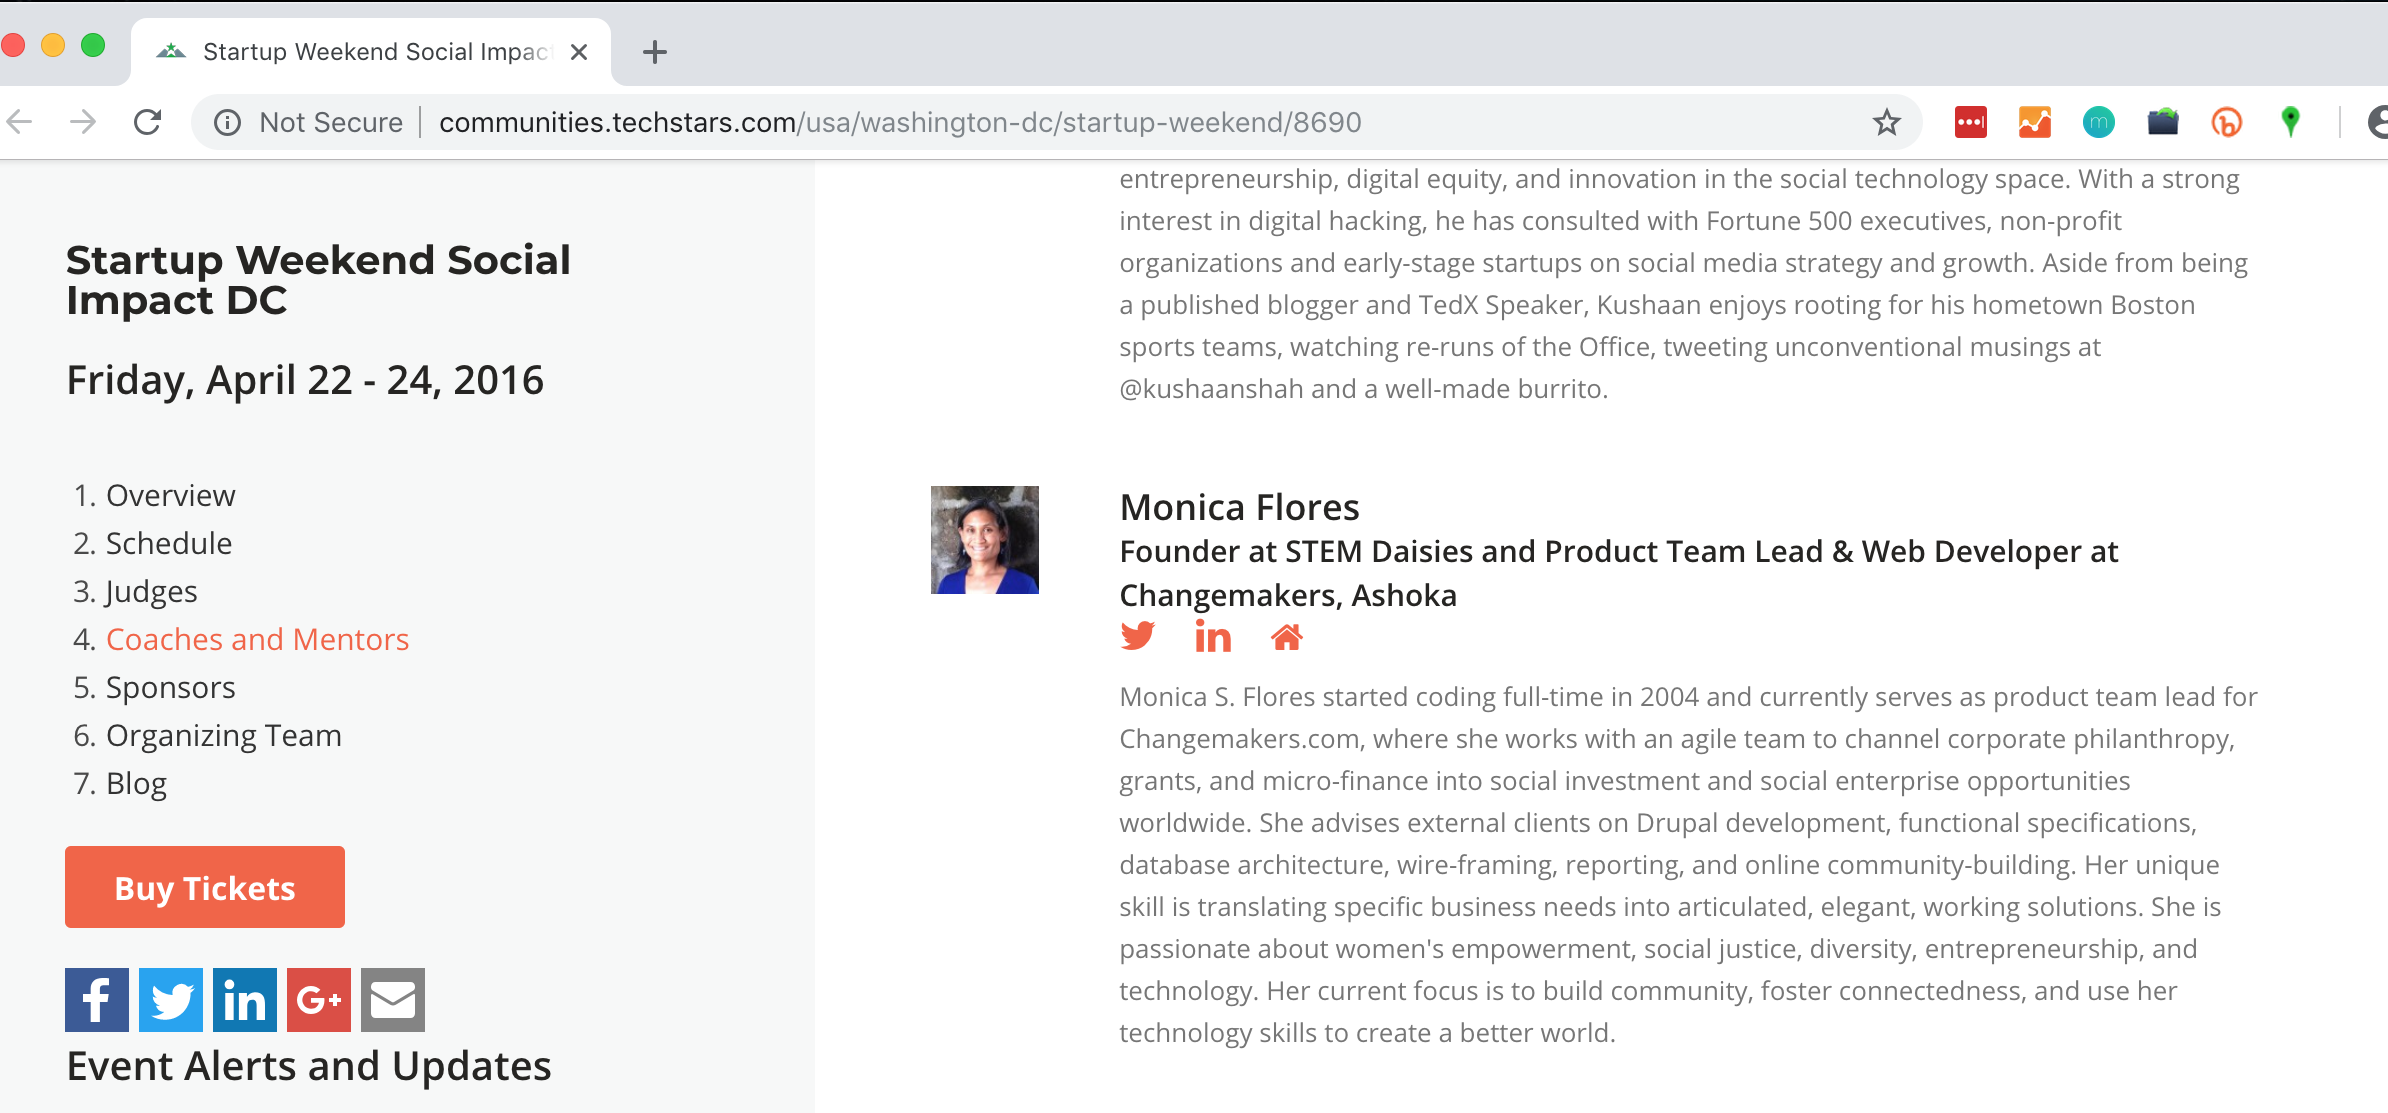 Startup Weekend Social Impac
Not Secure
communities.techstars.com/usa/washington-dc/startup-weekend/8690
m
Startup Weekend Social
Impact DC
Friday, April 22 - 24, 2016
1. Overview
2. Schedule
3. Judges
4. Coaches and Mentors
5. Sponsors
6. Organizing Team
7. Blog
Buy Tickets
f
in
G+
Event Alerts and Updates
entrepreneurship, digital equity, and innovation in the social technology space. With a strong
interest in digital hacking, he has consulted with Fortune 500 executives, non-profit
organizations and early-stage startups on social media strategy and growth. Aside from being
a published blogger and TedX Speaker, Kushaan enjoys rooting for his hometown Boston
sports teams, watching re-runs of the Office, tweeting unconventional musings at
@kushaanshah and a well-made burrito.
Monica Flores
Founder at STEM Daisies and Product Team Lead & Web Developer at
Changemakers, Ashoka
in
Monica S. Flores started coding full-time in 2004 and currently serves as product team lead for
Changemakers.com, where she works with an agile team to channel corporate philanthropy,
grants, and micro-finance into social investment and social enterprise opportunities
worldwide. She advises external clients on Drupal development, functional specifications,
database architecture, wire-framing, reporting, and online community-building. Her unique
skill is translating specific business needs into articulated, elegant, working solutions. She is
passionate about women's empowerment, social justice, diversity, entrepreneurship, and
technology. Her current focus is to build community, foster connectedness, and use her
technology skills to create a better world.